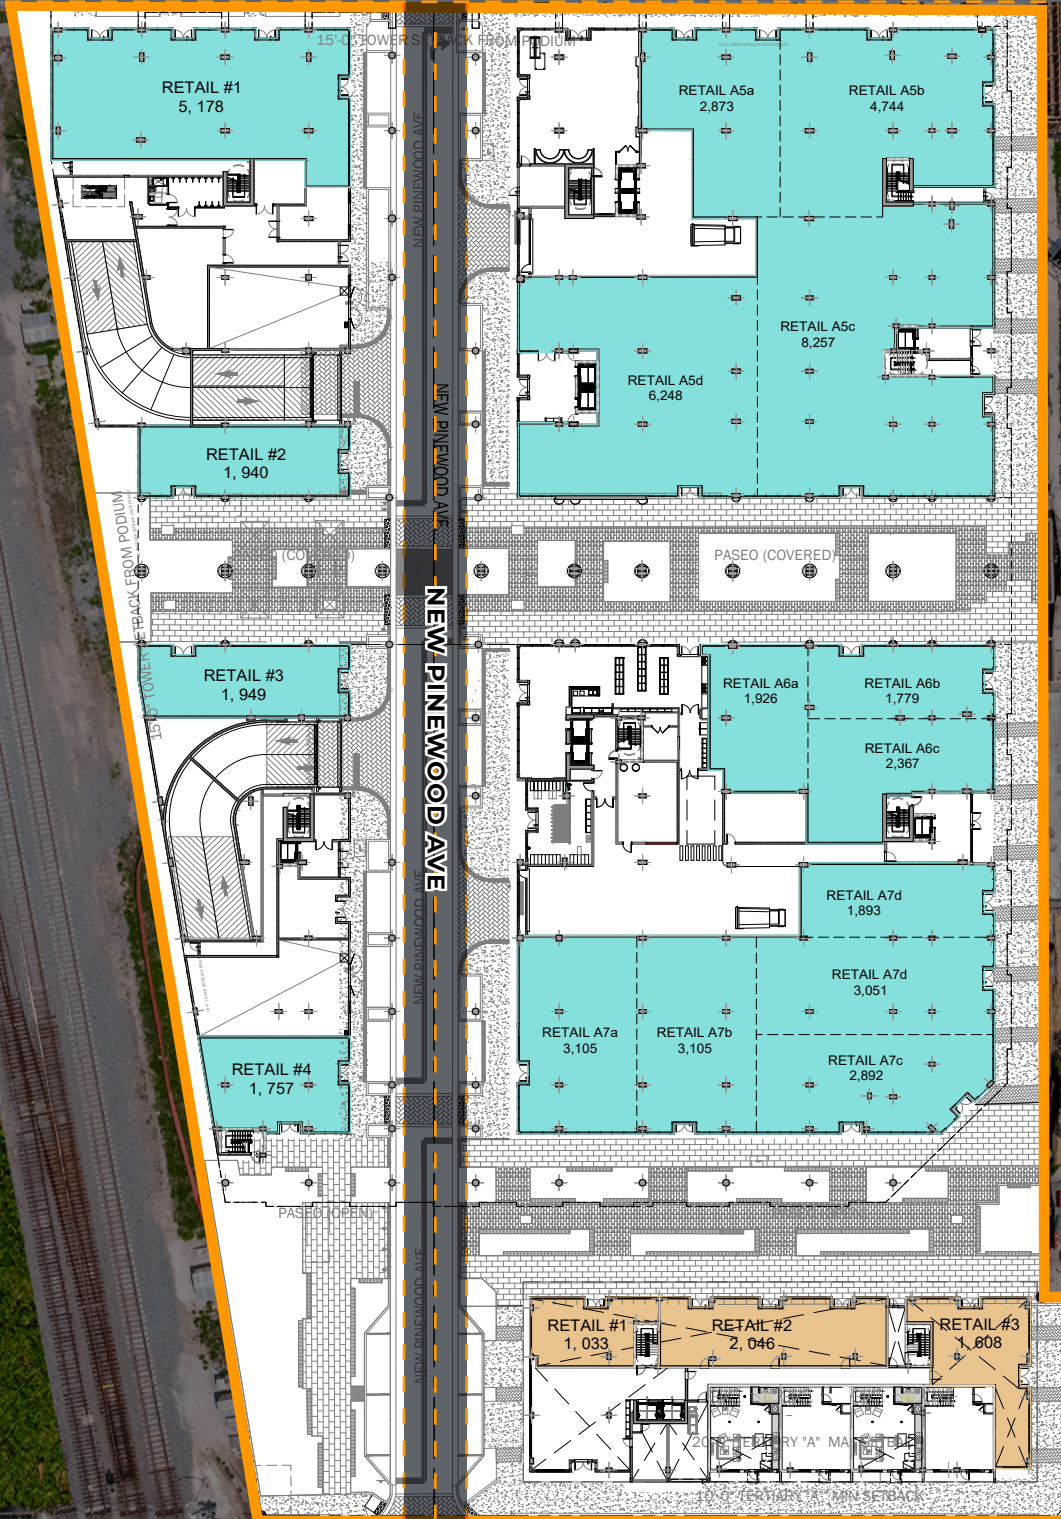 15'-0" TOWER SETBACK FROM PODIUM
RETAIL #1
5, 178
RETAIL A5a
2,873
RETAIL A5b
4,744
NEW PINEWOOD AVE
RETAIL A5c
8,257
RETAIL A5d
6,248
NEW PINEWOOD AVE
RETAIL #2
1, 940
15'-0" TOWER SETBACK FROM PODIUM
PASEO (COVERED)
NEW PINEWOOD AVE
RETAIL #3
1, 949
RETAIL A6a
1,926
RETAIL A6b
1,779
RETAIL A6c
2,367
NEW PINEWOOD AVE
RETAIL A7d
1,893
RETAIL A7d
3,051
RETAIL A7a
3,105
RETAIL A7b
3,105
RETAIL A7c
2,892
RETAIL #4
1, 757
PASEO (OPEN)
NEW PINEWOOD AVE
RETAIL #1
1, 033
RETAIL #2
2, 046
RETAIL #3
1, 608
10'-0" TERTIARY "A" MIN SETBACK